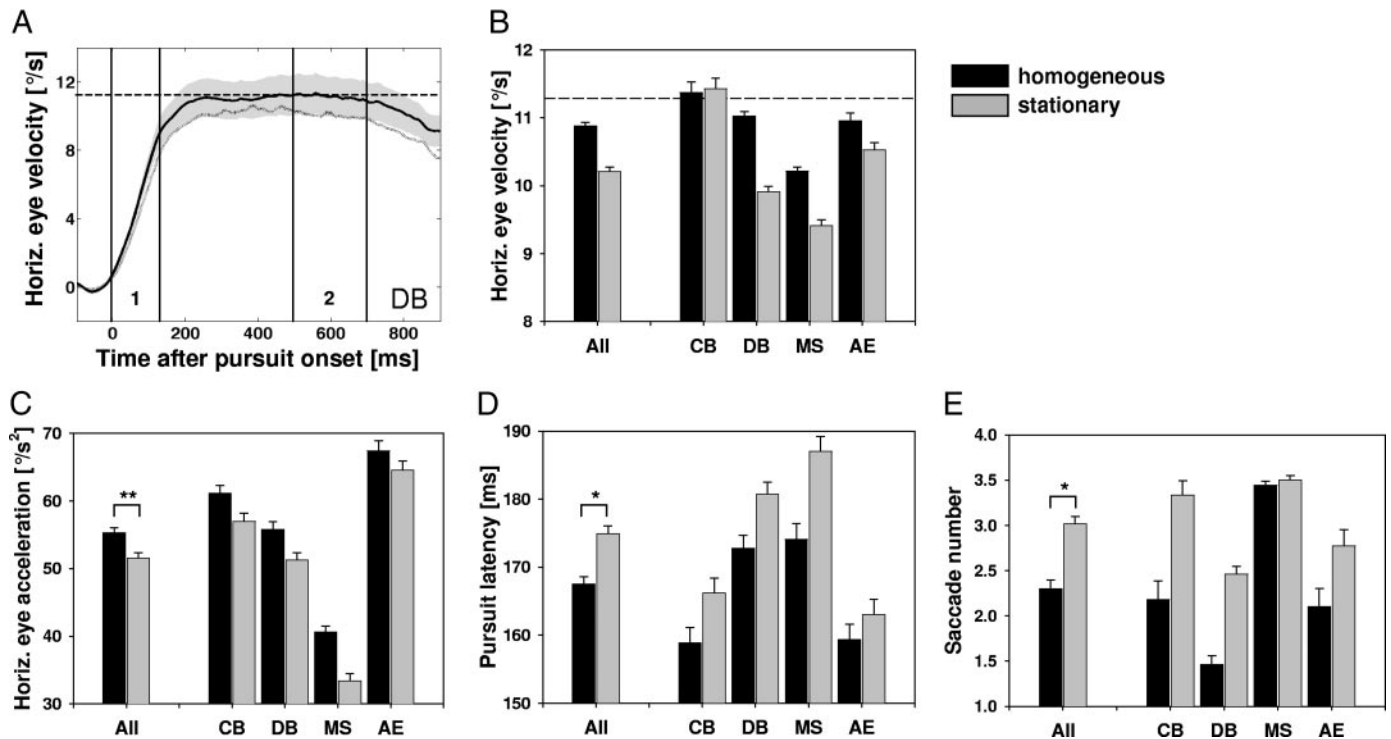 A
Horiz. eye velocity [°/s]
12
8
4
0
1
2
DB
0 200 400 600 800
Time after pursuit onset [ms]
B
Horiz. eye velocity [°/s]
12
11
10
9
8
All CB DB MS AE
homogeneous
stationary
C
Horiz. eye acceleration [°/s²]
70
60
50
40
30
**
All CB DB MS AE
D
Pursuit latency [ms]
190
180
170
160
150
*
All CB DB MS AE
E
Saccade number
4.0
3.5
3.0
2.5
2.0
1.5
1.0
*
All CB DB MS AE